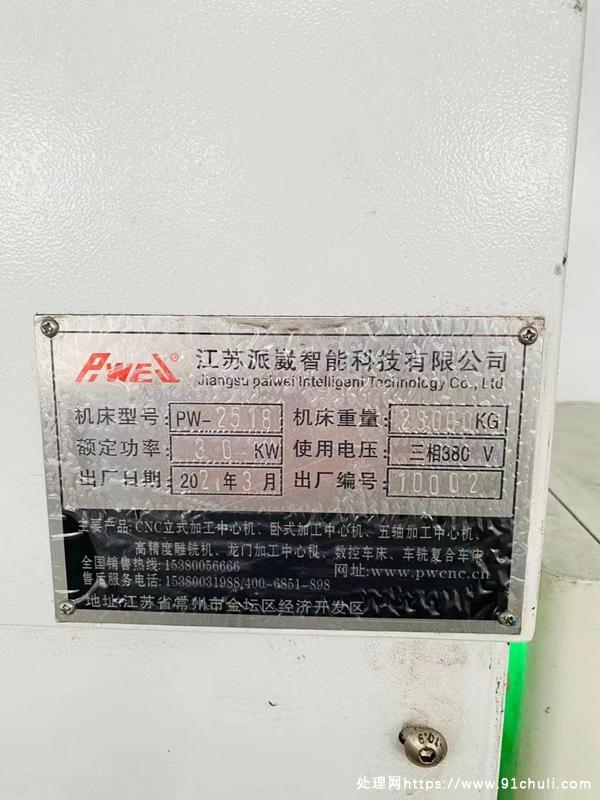 PWEI®
江苏派崴智能科技有限公司
Jiangsu paiwei Intelligent Technology Co., Ltd
机床型号: PW-2518 机床重量: KG
额定功率: 30 KW 使用电压: 三相380 V
出厂日期: 年3月 出厂编号: 10002
主要产品: CNC立式加工中心机、卧式加工中心机、五轴加工中心机、
高精度雕铣机、龙门加工中心机、数控车床、车铣复合车床
全国销售热线: 15380056666
网址:www.pwcnc.cn
售后服务电话: 15380031988/400-6851-898
地址:江苏省常州市金坛区经济开发区
10.9
处理网https://www.91chuli.com/